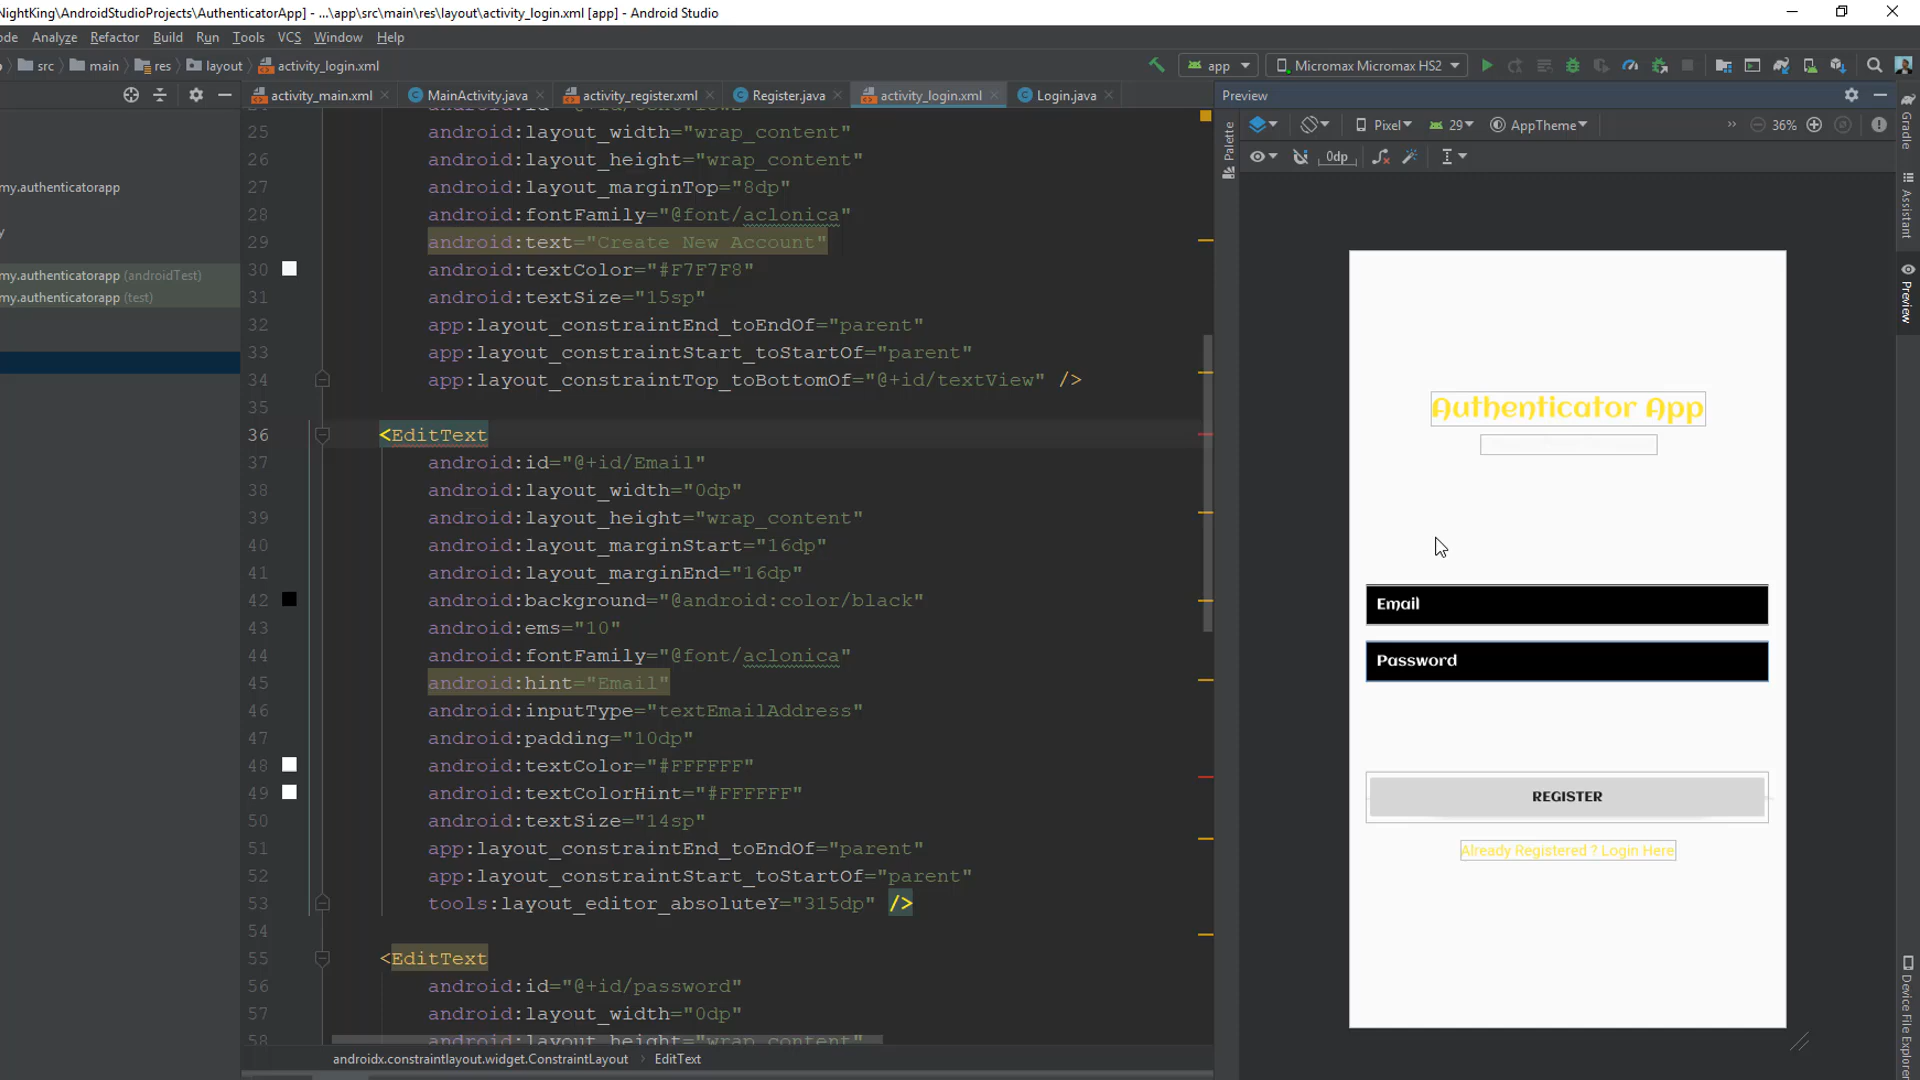 NightKing\AndroidStudioProjects\AuthenticatorApp] - ...\app\src\main\res\layout\activity_login.xml [app] - Android Studio
ode Analyze Refactor Build Run Tools VCS Window Help
src main res layout activity_login.xml
app Micromax Micromax HS2
activity_main.xml MainActivity.java activity_register.xml Register.java activity_login.xml Login.java
my.authenticatorapp
y
my.authenticatorapp (androidTest)
my.authenticatorapp (test)
25 android:layout_width="wrap_content"
26 android:layout_height="wrap_content"
27 android:layout_marginTop="8dp"
28 android:fontFamily="@font/aclonica"
29 android:text="Create New Account"
30 android:textColor="#F7F7F8"
31 android:textSize="15sp"
32 app:layout_constraintEnd_toEndOf="parent"
33 app:layout_constraintStart_toStartOf="parent"
34 app:layout_constraintTop_toBottomOf="@+id/textView" />
35
36 <EditText
37 android:id="@+id/Email"
38 android:layout_width="0dp"
39 android:layout_height="wrap_content"
40 android:layout_marginStart="16dp"
41 android:layout_marginEnd="16dp"
42 android:background="@android:color/black"
43 android:ems="10"
44 android:fontFamily="@font/aclonica"
45 android:hint="Email"
46 android:inputType="textEmailAddress"
47 android:padding="10dp"
48 android:textColor="#FFFFFF"
49 android:textColorHint="#FFFFFF"
50 android:textSize="14sp"
51 app:layout_constraintEnd_toEndOf="parent"
52 app:layout_constraintStart_toStartOf="parent"
53 tools:layout_editor_absoluteY="315dp" />
54
55 <EditText
56 android:id="@+id/password"
57 android:layout_width="0dp"
58 android:layout_height="wrap_content"
androidx.constraintlayout.widget.ConstraintLayout EditText
Preview
Palette
Pixel 29 AppTheme 36%
0dp
Authenticator App
Email
Password
REGISTER
Already Registered ? Login Here
Gradle
Assistant
Preview
Device File Explorer